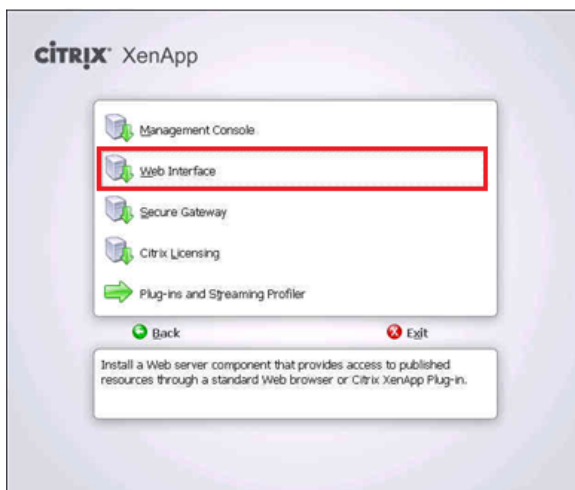 CITRIX XenApp
Management Console
Web Interface
Secure Gateway
Citrix Licensing
Plug-ins and Streaming Profiler
Back
Exit
Install a Web server component that provides access to published
resources through a standard Web browser or Citrix XenApp Plug-in.